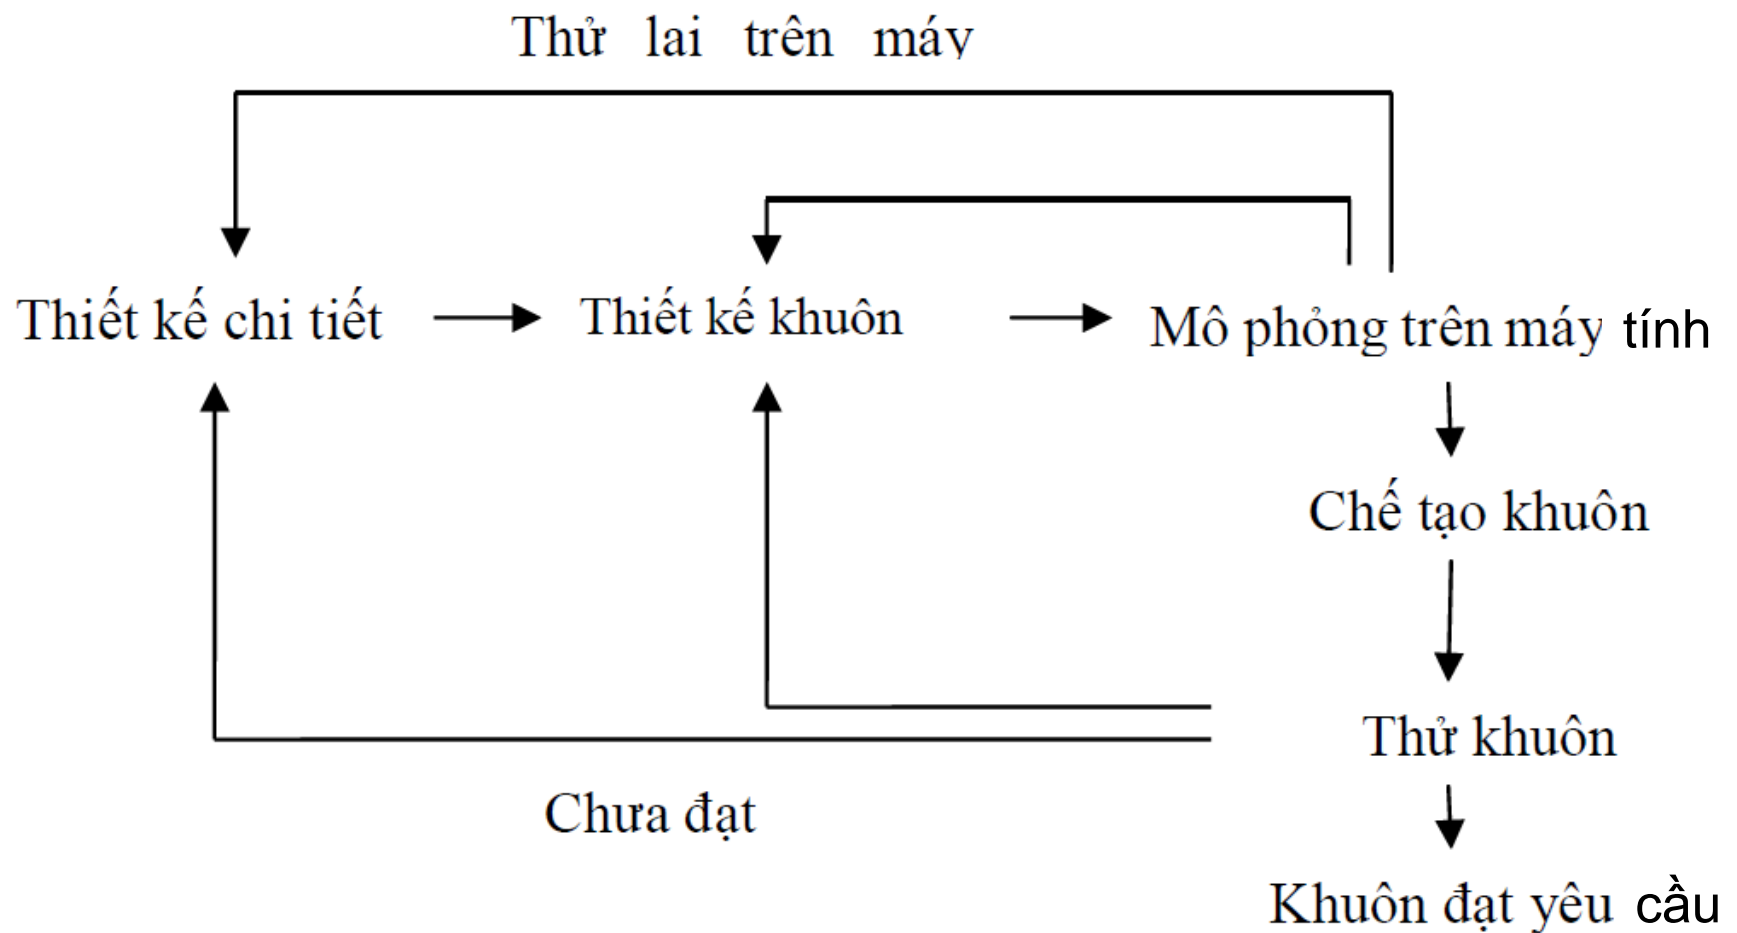 Thử lai trên máy
Thiết kế chi tiết
Thiết kế khuôn
Mô phỏng trên máy tính
Chế tạo khuôn
Thử khuôn
Chưa đạt
Khuôn đạt yêu cầu